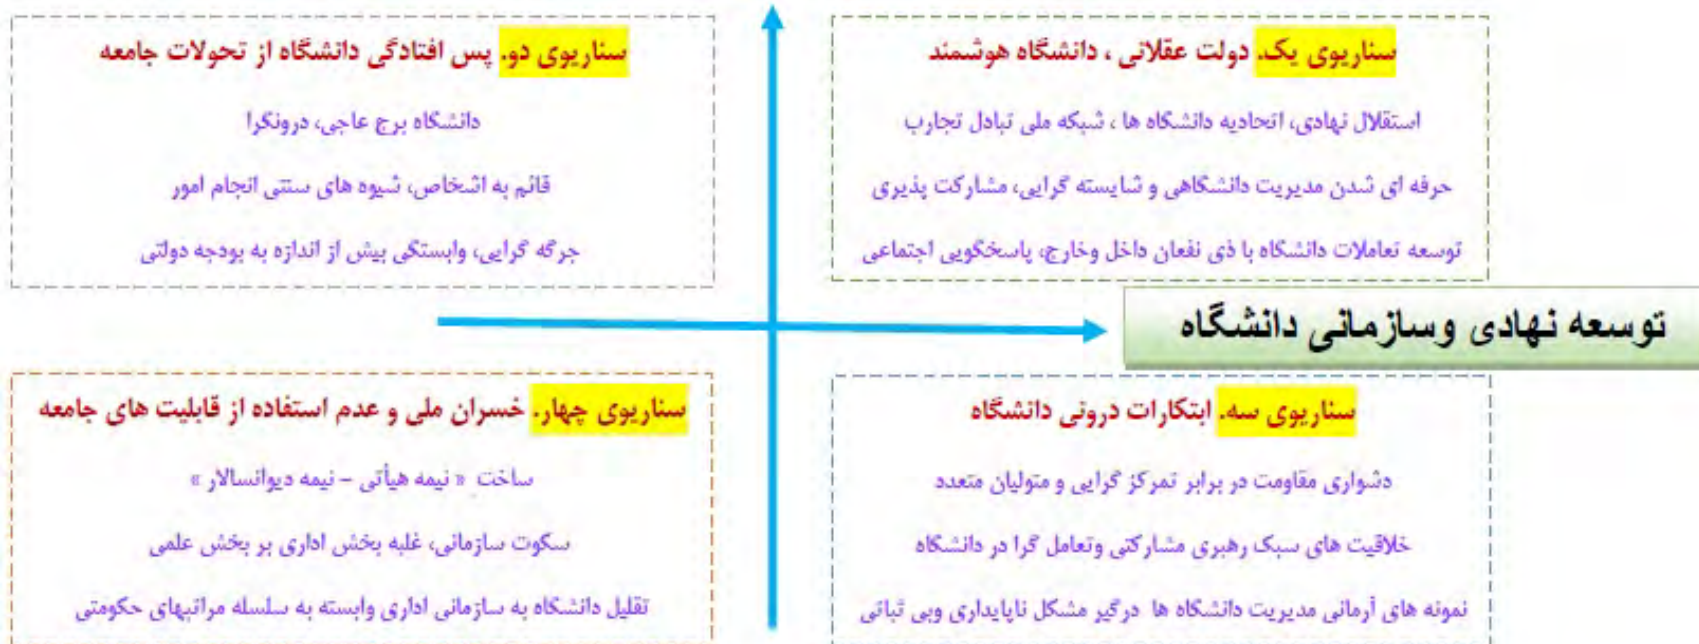 سناریوی یک. دولت عقلانی ، دانشگاه هوشمند
استقلال نهادی، اتحادیه دانشگاه ها ، شبکه ملی تبادل تجارب
حرفه ای شدن مدیریت دانشگاهی و شایسته گرایی، مشارکت پذیری
توسعه تعاملات دانشگاه با ذی نفعان داخل وخارج، پاسخگویی اجتماعی
سناریوی دو. پس افتادگی دانشگاه از تحولات جامعه
دانشگاه برج عاجی، درونگرا
قائم به اشخاص، شیوه های سنتی انجام امور
جرگه گرایی، وابستگی بیش از اندازه به بودجه دولتی
توسعه نهادی وسازمانی دانشگاه
سناریوی سه. ابتکارات درونی دانشگاه
دشواری مقاومت در برابر تمرکز گرایی و متولیان متعدد
خلاقیت های سبک رهبری مشارکتی وتعامل گرا در دانشگاه
نمونه های آرمانی مدیریت دانشگاه ها درگیر مشکل ناپایداری وبی ثباتی
سناریوی چهار. خسران ملی و عدم استفاده از قابلیت های جامعه
ساخت « نیمه هیأتی – نیمه دیوانسالار »
سکوت سازمانی، غلبه بخش اداری بر بخش علمی
تقلیل دانشگاه به سازمانی اداری وابسته به سلسله مراتبهای حکومتی